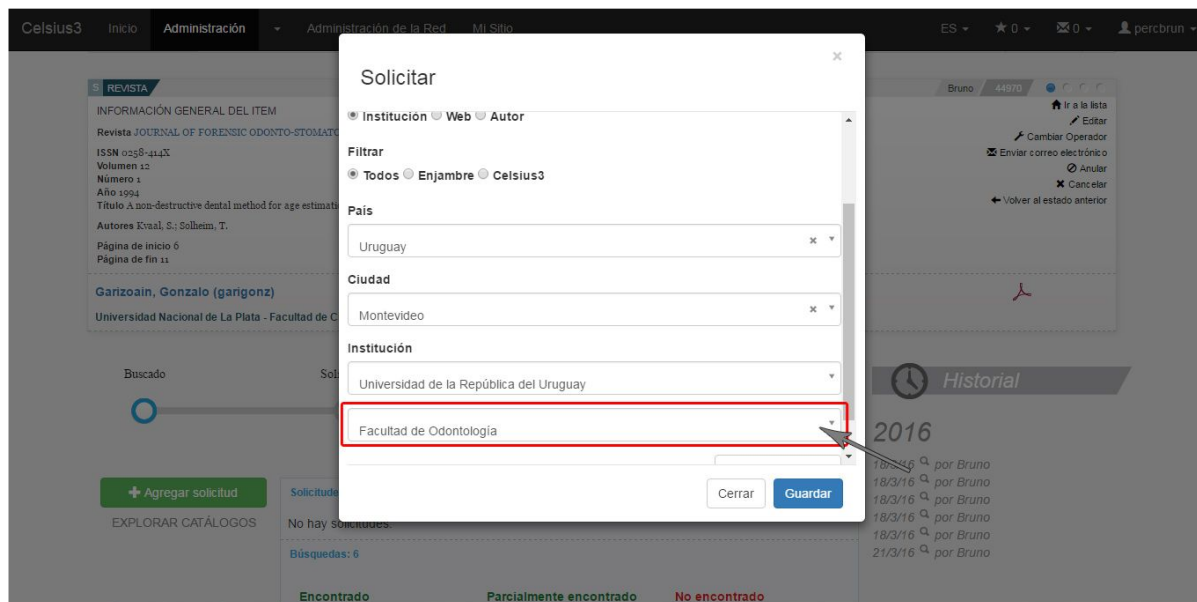 Celsius3 Inicio Administración Administración de la Red Mi Sitio ES 0 0 percbrun
Solicitar ×
S REVISTA Bruno 44970
INFORMACIÓN GENERAL DEL ITEM Ir a la lista
Institución Web Autor
Editar
Revista JOURNAL OF FORENSIC ODONTO-STOMATO
Cambiar Operador
ISSN 0258-414X Filtrar Enviar correo electrónico
Volumen 12
Número 1 Todos Enjambre Celsius3 Anular
Año 1994 Cancelar
Título A non-destructive dental method for age estimati
Volver al estado anterior
País
Autores Kvaal, S.; Solheim, T.
Página de inicio 6 Uruguay ×
Página de fin 11
Ciudad
Garizoain, Gonzalo (garigonz)
Universidad Nacional de La Plata - Facultad de C
Montevideo ×
Institución
Buscado
Universidad de la República del Uruguay
Historial
Facultad de Odontología
2016
18/3/16 por Bruno
18/3/16 por Bruno
Agregar solicitud Cerrar Guardar
18/3/16 por Bruno
18/3/16 por Bruno
EXPLORAR CATÁLOGOS No hay solicitudes.
18/3/16 por Bruno
21/3/16 por Bruno
Búsquedas: 6
Encontrado Parcialmente encontrado No encontrado